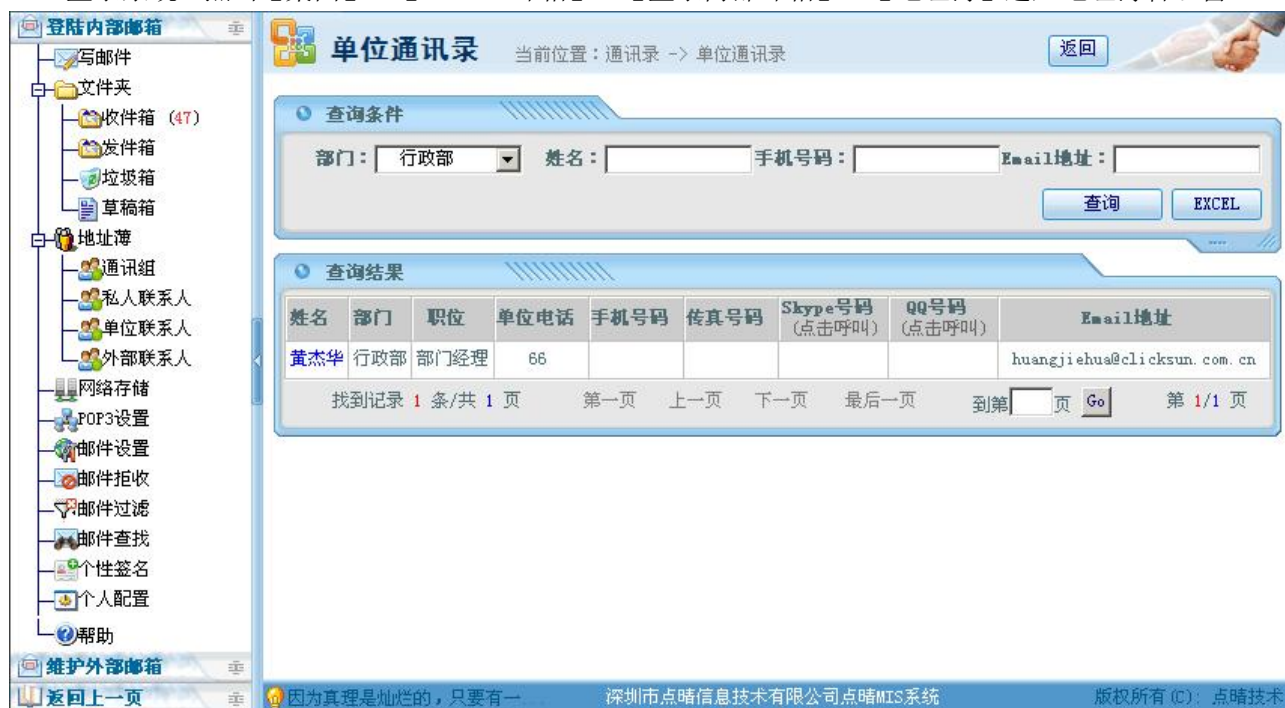 登陆内部邮箱
写邮件
文件夹
收件箱 (47)
发件箱
垃圾箱
草稿箱
地址薄
通讯组
私人联系人
单位联系人
外部联系人
网络存储
POP3设置
邮件设置
邮件拒收
邮件过滤
邮件查找
个性签名
个人配置
帮助
维护外部邮箱
返回上一页
单位通讯录 当前位置：通讯录 -> 单位通讯录 返回
查询条件
部门： 行政部 姓名： 手机号码： Email地址：
查询 EXCEL
查询结果
姓名 部门 职位 单位电话 手机号码 传真号码 Skype号码 (点击呼叫) QQ号码 (点击呼叫) Email地址
黄杰华 行政部 部门经理 66 huangjiehua@clicksun.com.cn
找到记录 1 条/共 1 页 第一页 上一页 下一页 最后一页 到第 页 Go 第 1/1 页
因为真理是灿烂的，只要有一... 深圳市点晴信息技术有限公司点晴MIS系统 版权所有(C): 点晴技术